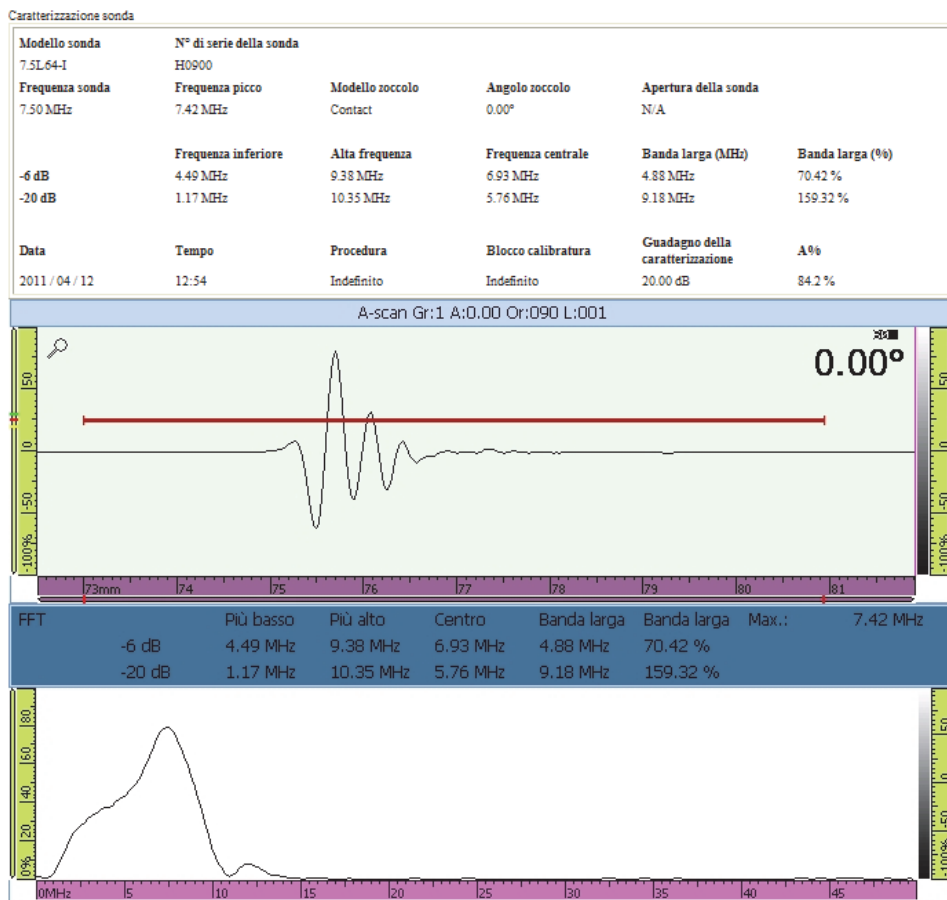 Caratterizzazione sonda
Modello sonda N° di serie della sonda
7.5L64-I H0900
Frequenza sonda Frequenza picco Modello zoccolo Angolo zoccolo Apertura della sonda
7.50 MHz 7.42 MHz Contact 0.00° N/A
Frequenza inferiore Alta frequenza Frequenza centrale Banda larga (MHz) Banda larga (%)
-6 dB 4.49 MHz 9.38 MHz 6.93 MHz 4.88 MHz 70.42 %
-20 dB 1.17 MHz 10.35 MHz 5.76 MHz 9.18 MHz 159.32 %
Data Tempo Procedura Blocco calibratura Guadagno della caratterizzazione A%
2011 / 04 / 12 12:54 Indefinito Indefinito 20.00 dB 84.2 %
A-scan Gr:1 A:0.00 Or:090 L:001
0.00°
50 0 -50 -100%
50 0 -50 -100%
73mm 74 75 76 77 78 79 80 81
FFT Più basso Più alto Centro Banda larga Banda larga Max.: 7.42 MHz
-6 dB 4.49 MHz 9.38 MHz 6.93 MHz 4.88 MHz 70.42 %
-20 dB 1.17 MHz 10.35 MHz 5.76 MHz 9.18 MHz 159.32 %
80 60 40 20 0%
50 0 -50 -100%
0MHz 5 10 15 20 25 30 35 40 45